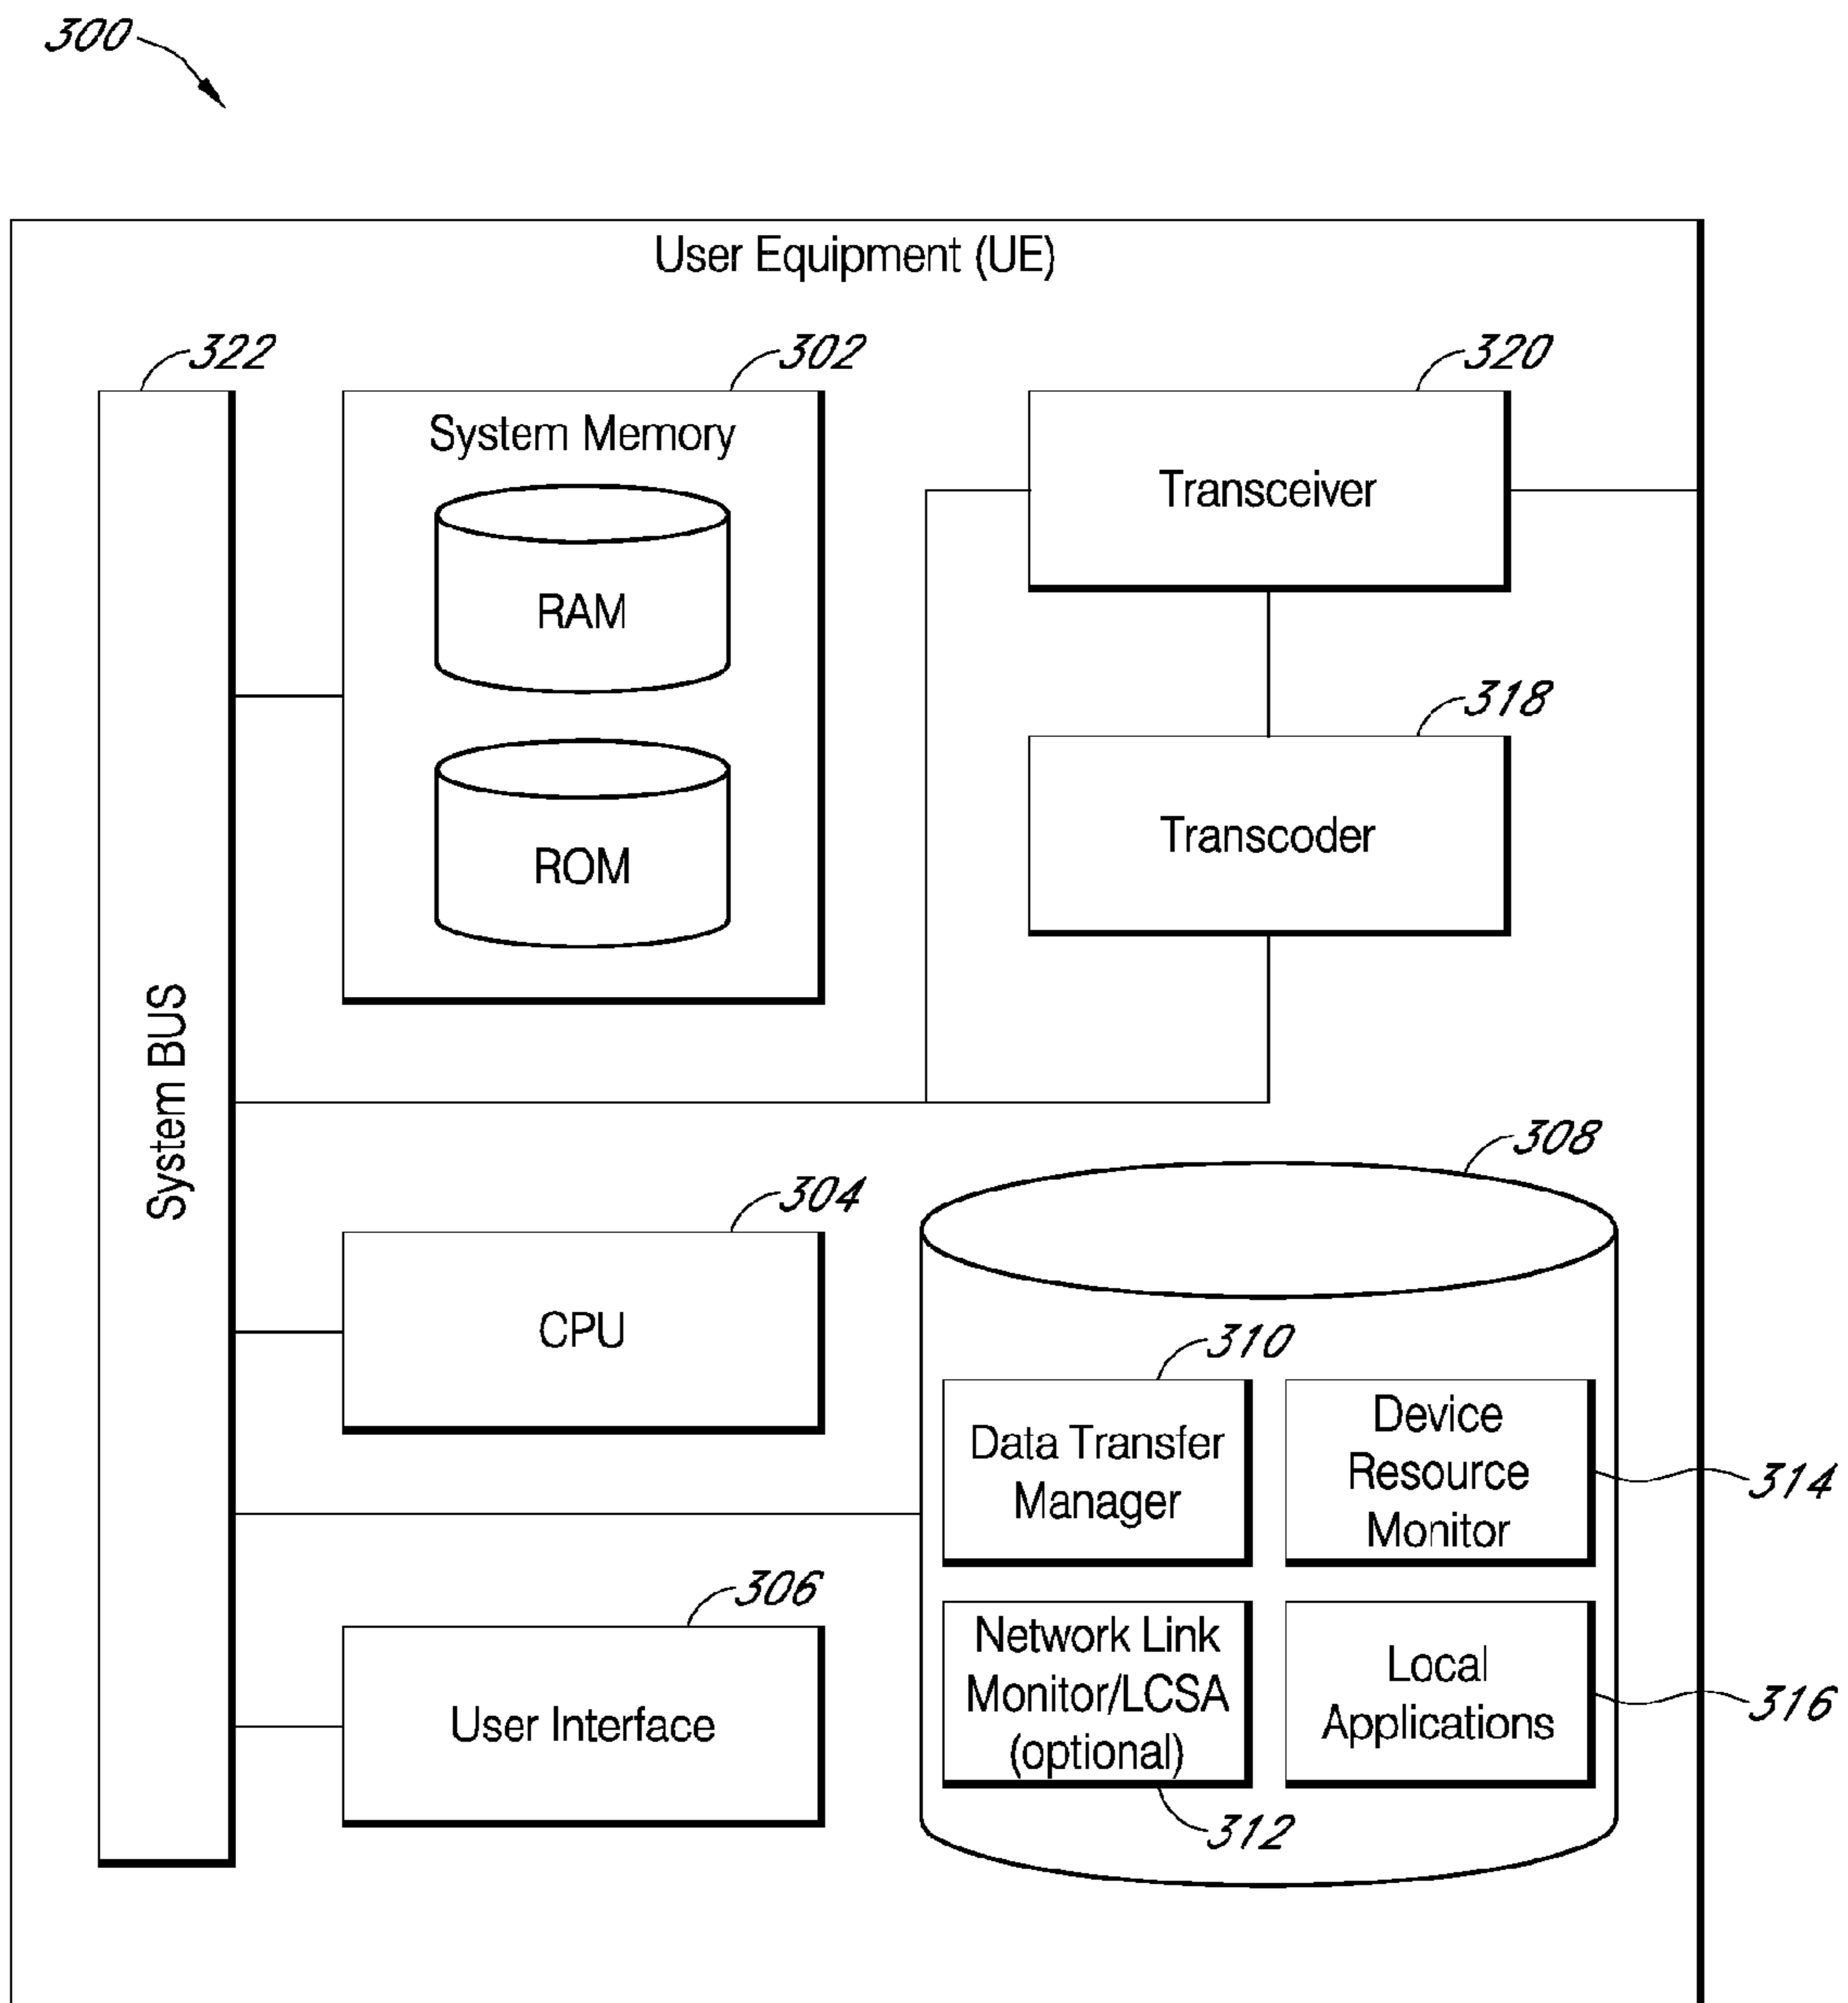 300
User Equipment (UE)
322
302
320
System Memory
Transceiver
RAM
318
Transcoder
ROM
System BUS
308
304
CPU
310
Data Transfer
Manager
Device
Resource
Monitor
314
306
User Interface
Network Link
Monitor/LCSA
(optional)
Local
Applications
316
312